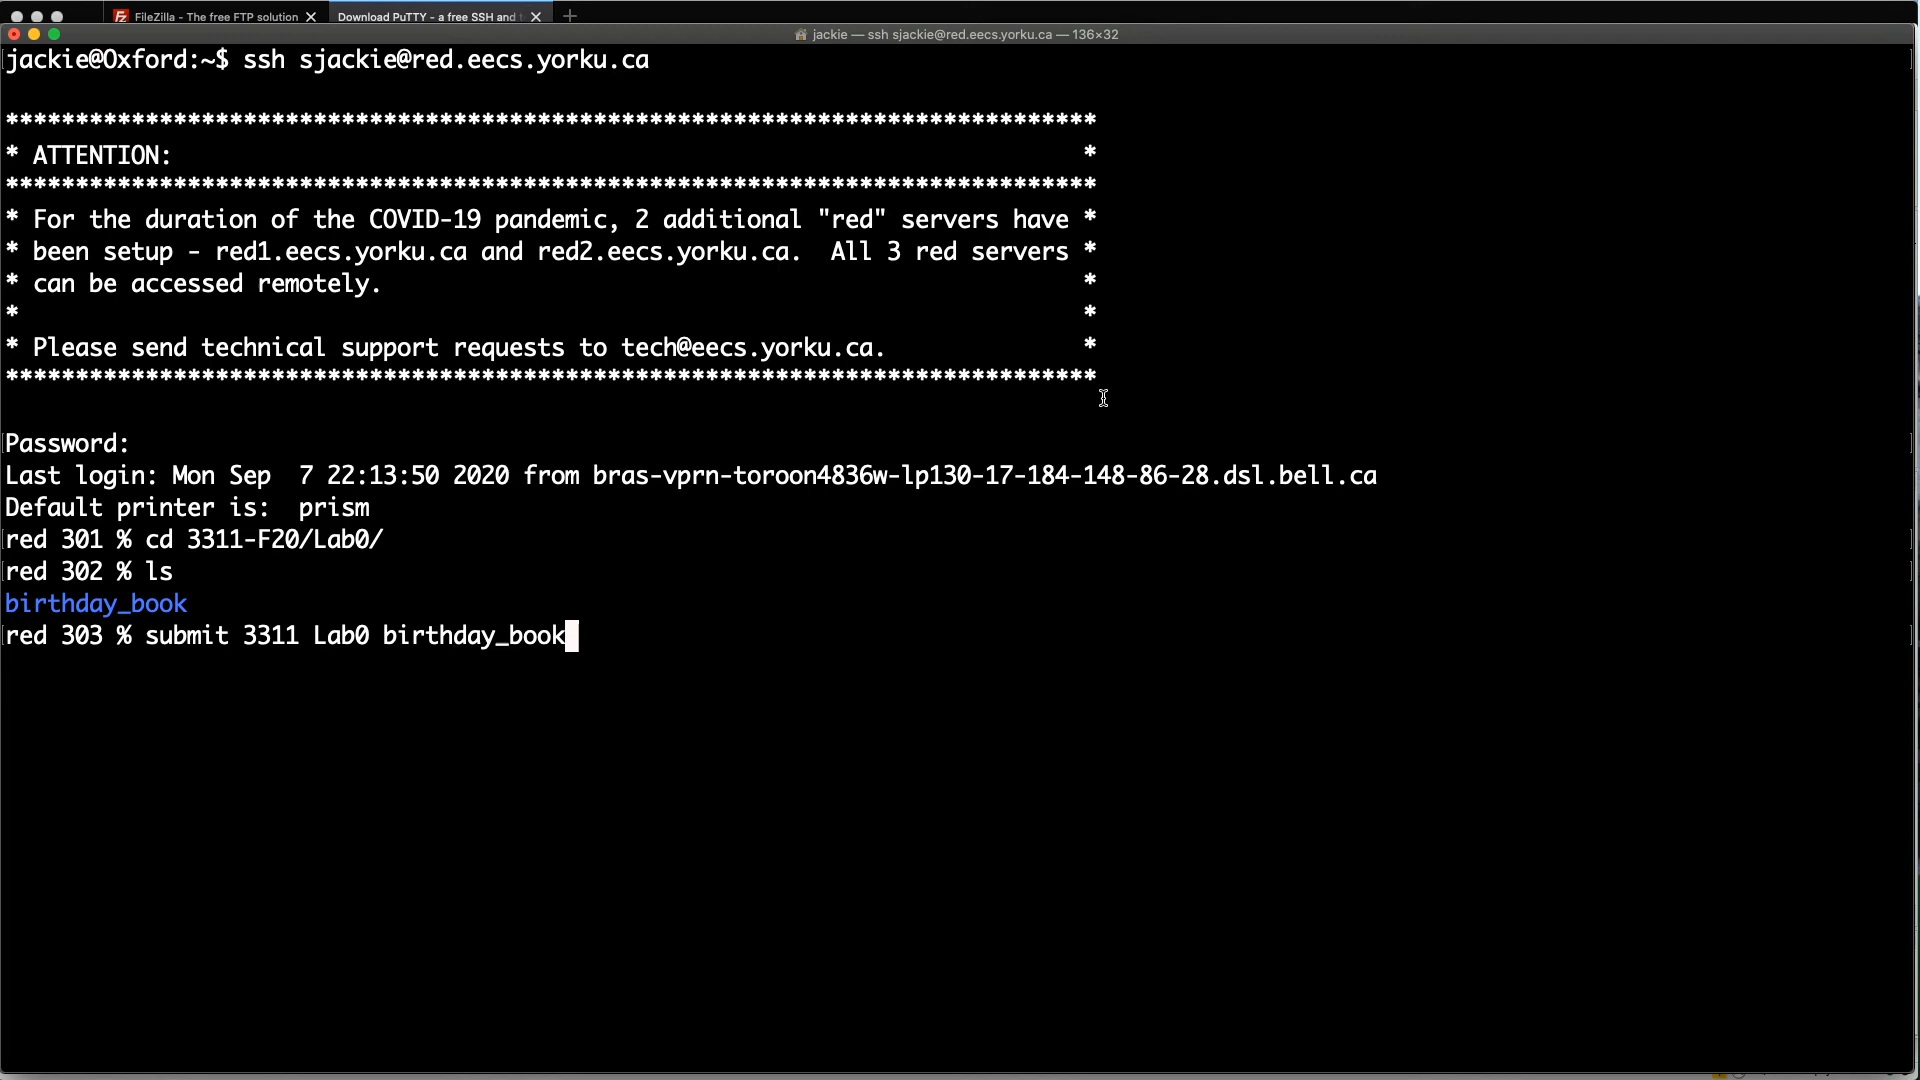 FileZilla - The free FTP solution
Download PuTTY - a free SSH and
jackie — ssh sjackie@red.eecs.yorku.ca — 136×32
jackie@Oxford:~$ ssh sjackie@red.eecs.yorku.ca
******************************************************************************
* ATTENTION: *
******************************************************************************
* For the duration of the COVID-19 pandemic, 2 additional "red" servers have *
* been setup - red1.eecs.yorku.ca and red2.eecs.yorku.ca.  All 3 red servers *
* can be accessed remotely. *
* *
* Please send technical support requests to tech@eecs.yorku.ca. *
******************************************************************************
Password:
Last login: Mon Sep  7 22:13:50 2020 from bras-vprn-toroon4836w-lp130-17-184-148-86-28.dsl.bell.ca
Default printer is:  prism
red 301 % cd 3311-F20/Lab0/
red 302 % ls
birthday_book
red 303 % submit 3311 Lab0 birthday_book